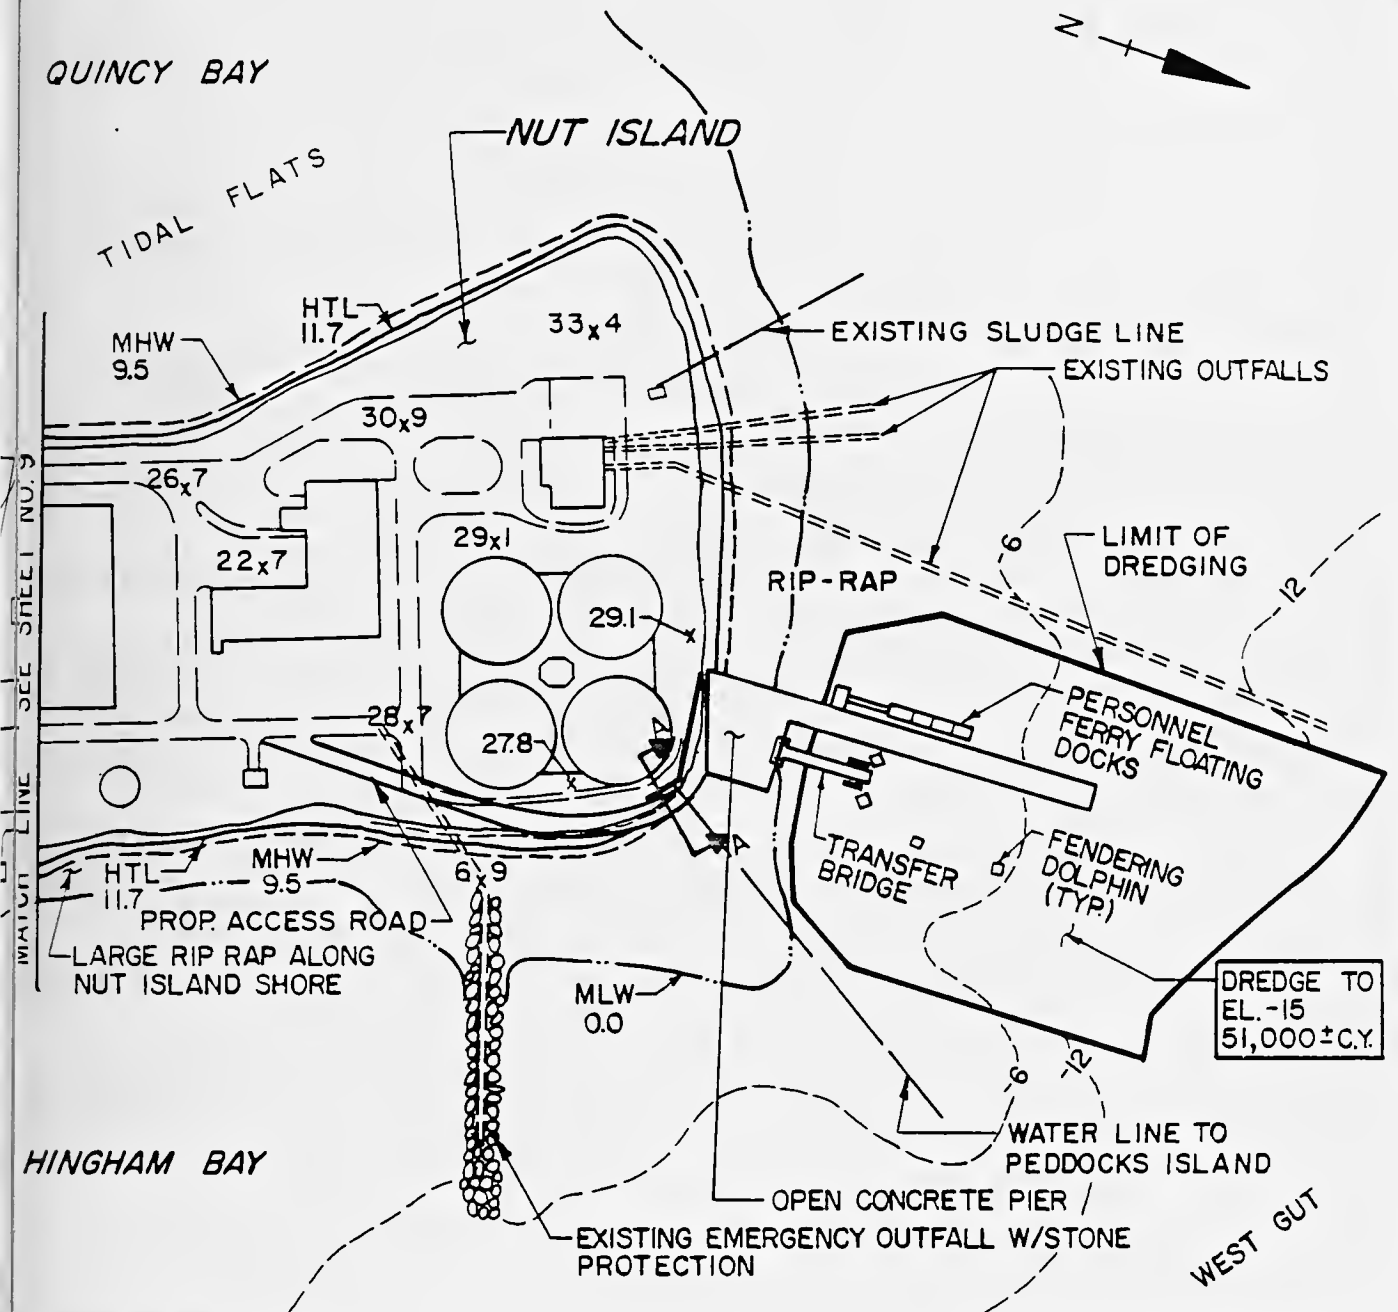 QUINCY BAY
N
NUT ISLAND
TIDAL FLATS
HTL
11.7
33x4
MHW
9.5
EXISTING SLUDGE LINE
EXISTING OUTFALLS
30x9
26x7
MATCH LINE SEE SHEET NO. 9
29x1
22x7
-6
LIMIT OF
DREDGING
RIP-RAP
-12
29.1
PERSONNEL
FERRY FLOATING
DOCKS
28x7
27.8
A
A
TRANSFER
BRIDGE
FENDERING
DOLPHIN
(TYP.)
HTL
11.7
MHW
9.5
6x9
PROP. ACCESS ROAD
LARGE RIP RAP ALONG
NUT ISLAND SHORE
MLW
0.0
DREDGE TO
EL.-15
51,000±C.Y.
-6
-12
WATER LINE TO
PEDDOCKS ISLAND
HINGHAM BAY
OPEN CONCRETE PIER
EXISTING EMERGENCY OUTFALL W/STONE
PROTECTION
WEST GUT